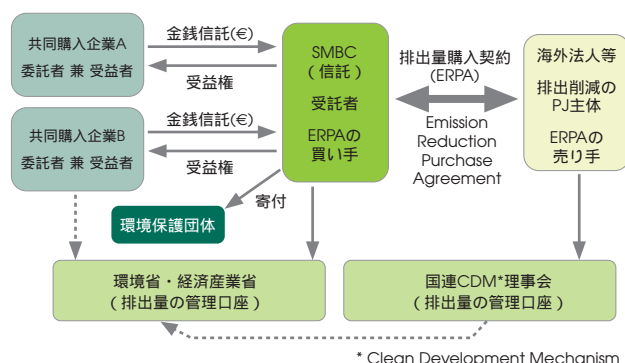 共同購入企業A
委託者 兼 受益者
金銭信託(€)
受益権
共同購入企業B
委託者 兼 受益者
金銭信託(€)
受益権
SMBC
(信託)
受託者
ERPAの
買い手
排出量購入契約
(ERPA)
Emission
Reduction
Purchase
Agreement
海外法人等
排出削減の
PJ主体
ERPAの
売り手
寄付
環境保護団体
環境省・経済産業省
(排出量の管理口座)
国連CDM*理事会
(排出量の管理口座)
* Clean Development Mechanism